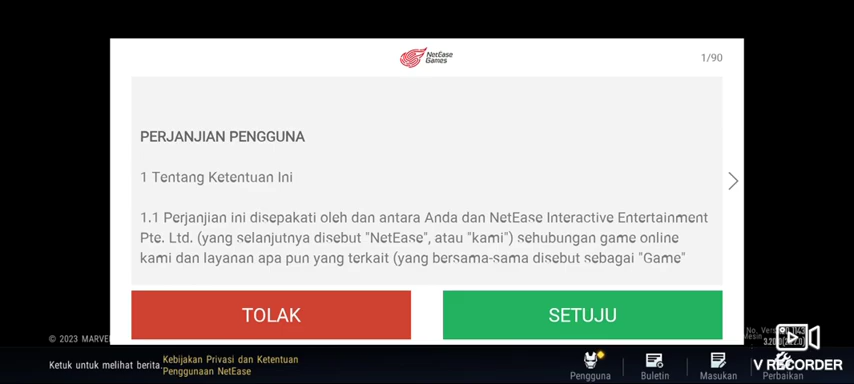 NetEase
Games
1/90
PERJANJIAN PENGGUNA
1 Tentang Ketentuan Ini
1.1 Perjanjian ini disepakati oleh dan antara Anda dan NetEase Interactive Entertainment
Pte. Ltd. (yang selanjutnya disebut "NetEase", atau "kami") sehubungan game online
kami dan layanan apa pun yang terkait (yang bersama-sama disebut sebagai "Game"
TOLAK
SETUJU
© 2023 MARVEL
No.
Mesin
Ketuk untuk melihat berita.
Kebijakan Privasi dan Ketentuan
Penggunaan NetEase
Pengguna
Buletin
Masukan
Perbaikan
V RECORDER